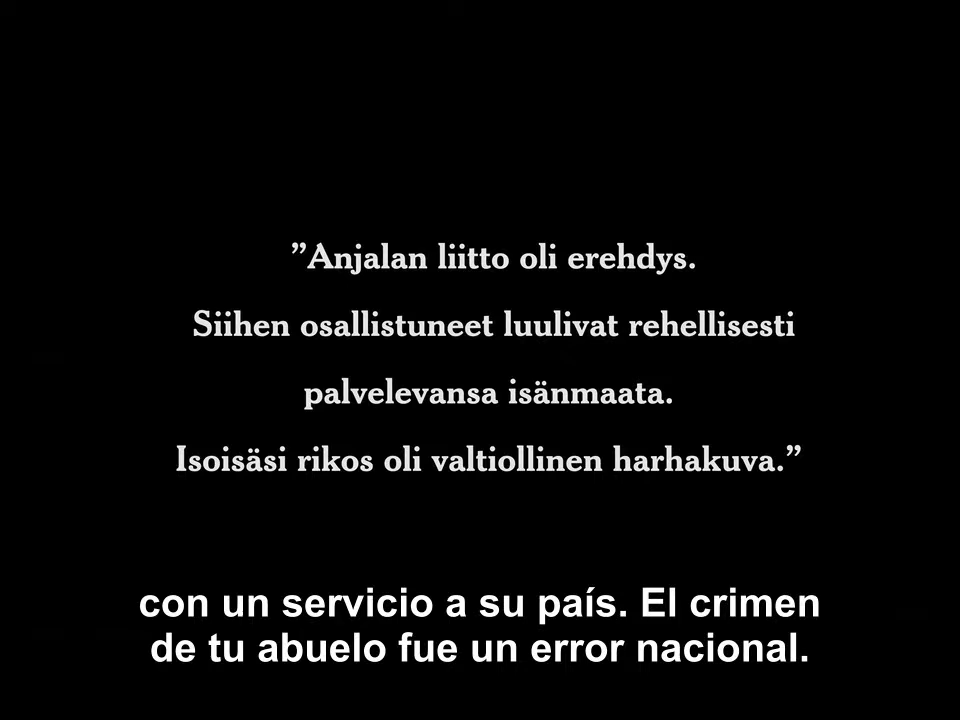 ”Anjalan liitto oli erehdys.
Siihen osallistuneet luulivat rehellisesti
palvelevansa isänmaata.
Isoisäsi rikos oli valtiollinen harhakuva.”
con un servicio a su país. El crimen
de tu abuelo fue un error nacional.